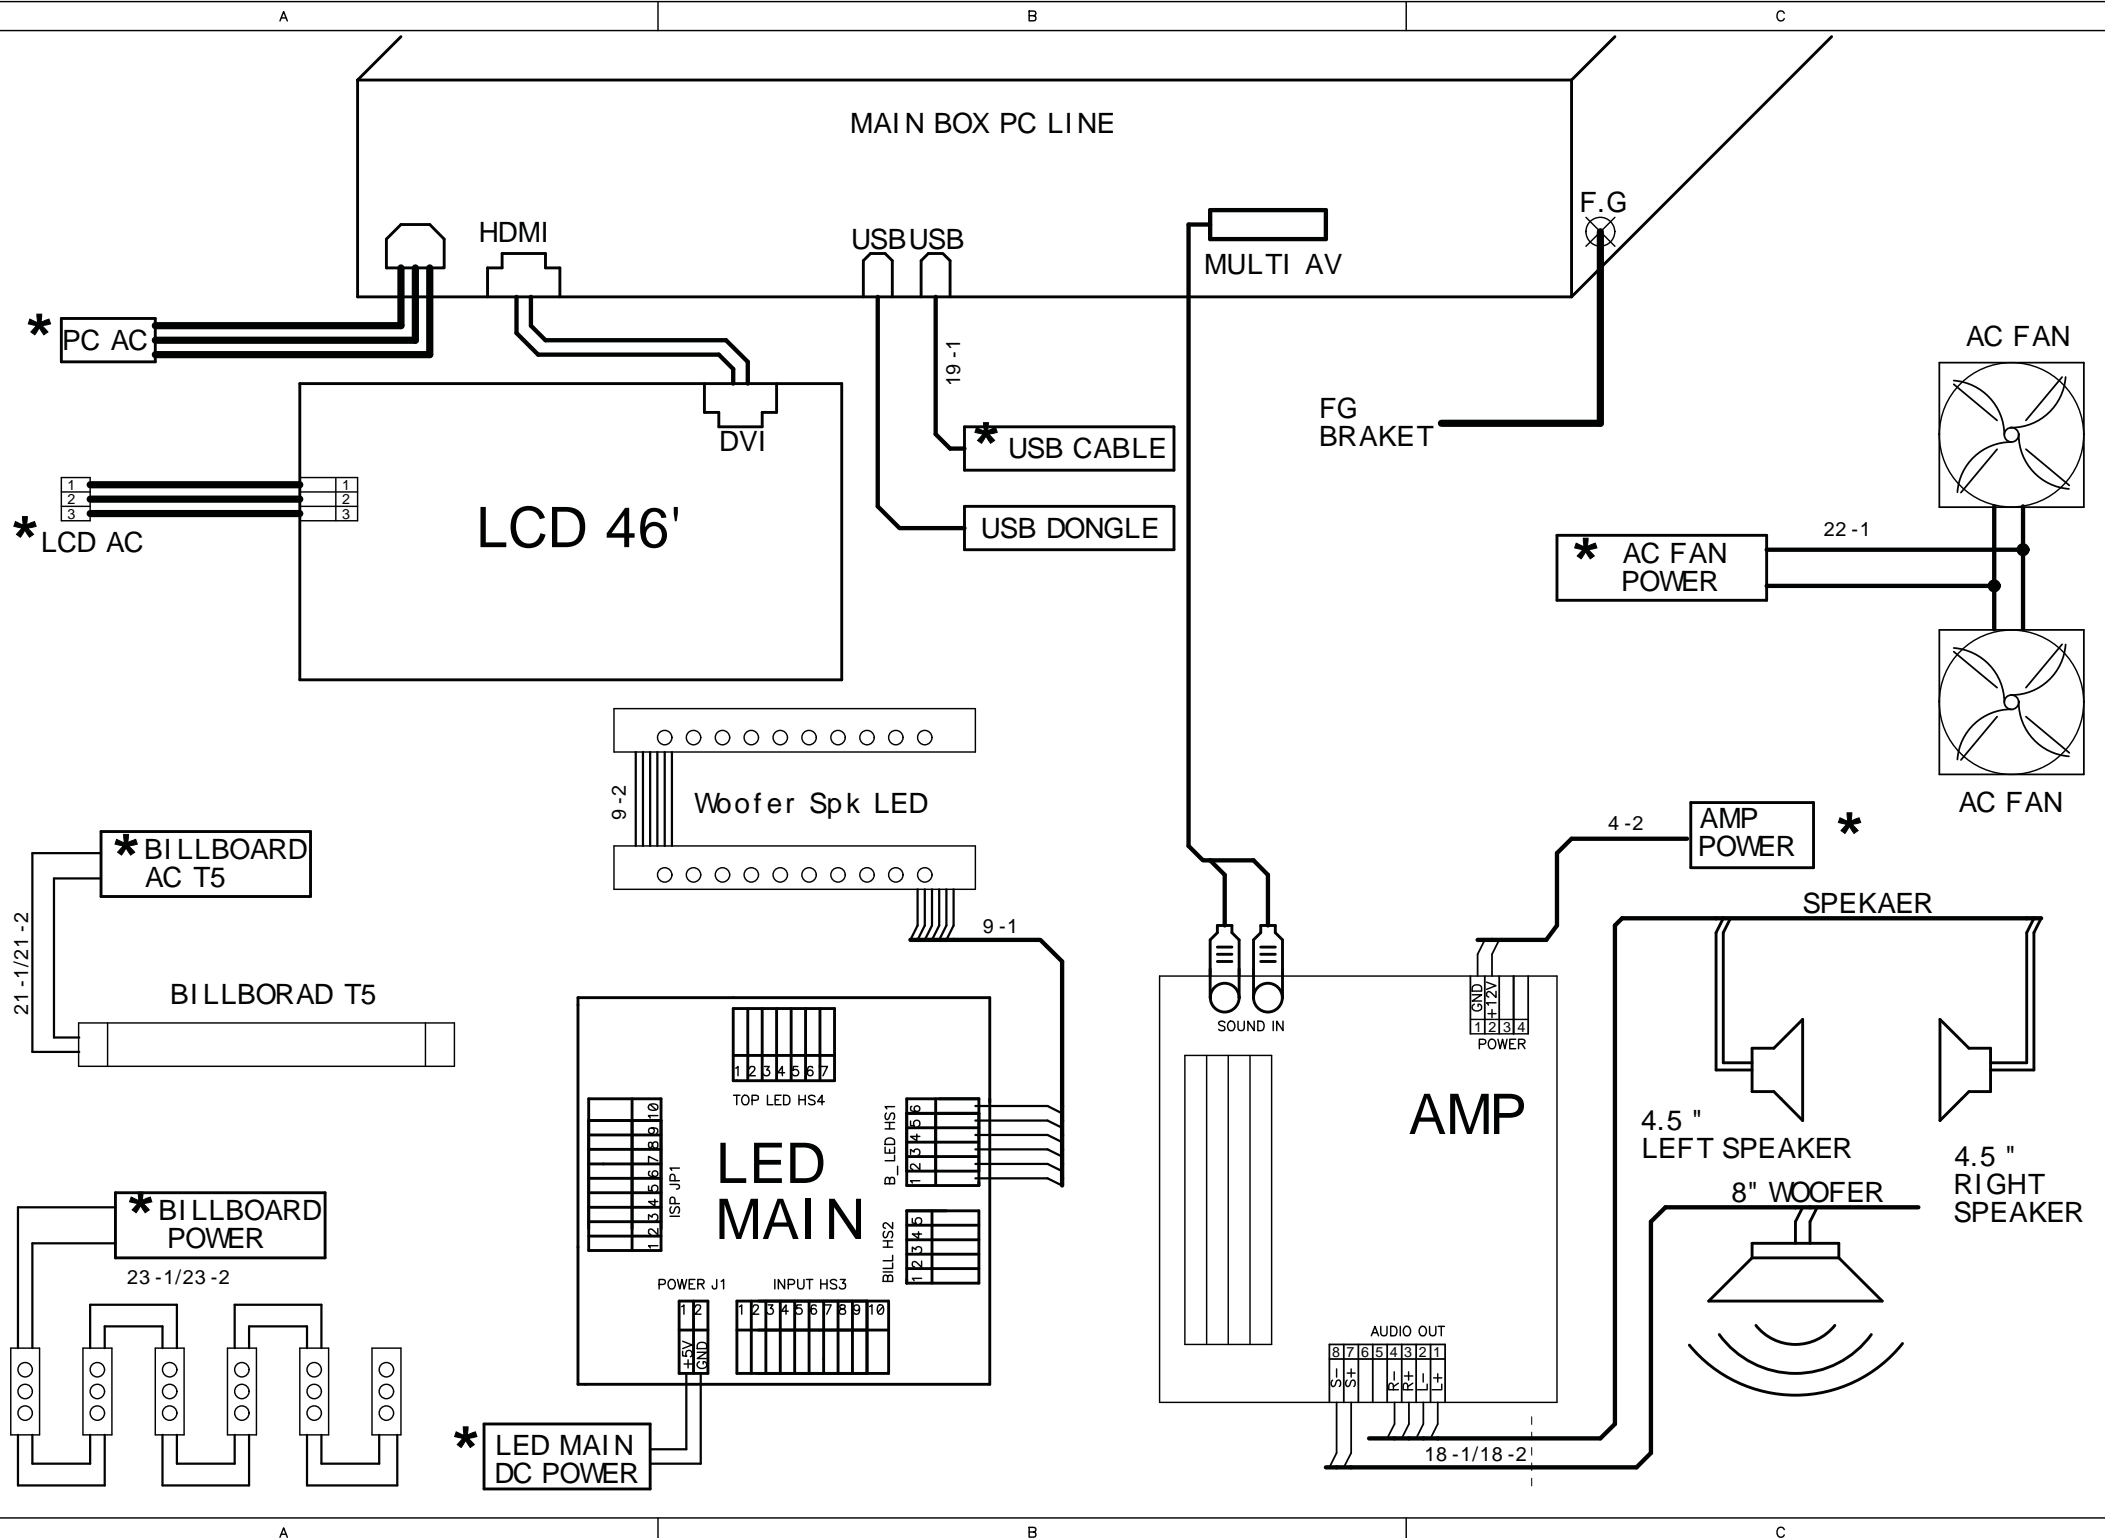 A
B
C
MAIN BOX PC LINE
HDMI
USB
USB
MULTI AV
F.G
* PC AC
19-1
AC FAN
FG
BRAKET
DVI
* USB CABLE
1
2
3
1
2
3
* LCD AC
LCD 46'
USB DONGLE
22-1
* AC FAN
POWER
9-2
Woofer Spk LED
AC FAN
* BILLBOARD
AC T5
4-2
AMP
POWER *
21-1/21-2
9-1
SPEKAER
BILLBORAD T5
SOUND IN
GND
+12V
1 2 3 4
POWER
1 2 3 4 5 6 7
TOP LED HS4
1 2 3 4 5 6 7 8 9 10
ISP JP1
LED
MAIN
B_LED HS1
1 2 3 4 5 6
BILL HS2
1 2 3 4 5
AMP
4.5 "
LEFT SPEAKER
4.5 "
RIGHT
SPEAKER
8" WOOFER
* BILLBOARD
POWER
23-1/23-2
POWER J1
1 2
+5V
GND
INPUT HS3
1 2 3 4 5 6 7 8 9 10
AUDIO OUT
8 7 6 5 4 3 2 1
S-
S+
R-
R+
L-
L+
* LED MAIN
DC POWER
18-1/18-2
A
B
C